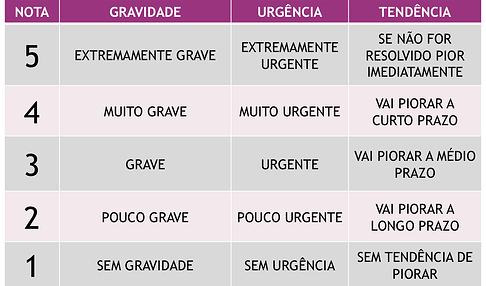 NOTA GRAVIDADE URGÊNCIA TENDÊNCIA
5 EXTREMAMENTE GRAVE EXTREMAMENTE URGENTE SE NÃO FOR RESOLVIDO PIOR IMEDIATAMENTE
4 MUITO GRAVE MUITO URGENTE VAI PIORAR A CURTO PRAZO
3 GRAVE URGENTE VAI PIORAR A MÉDIO PRAZO
2 POUCO GRAVE POUCO URGENTE VAI PIORAR A LONGO PRAZO
1 SEM GRAVIDADE SEM URGÊNCIA SEM TENDÊNCIA DE PIORAR